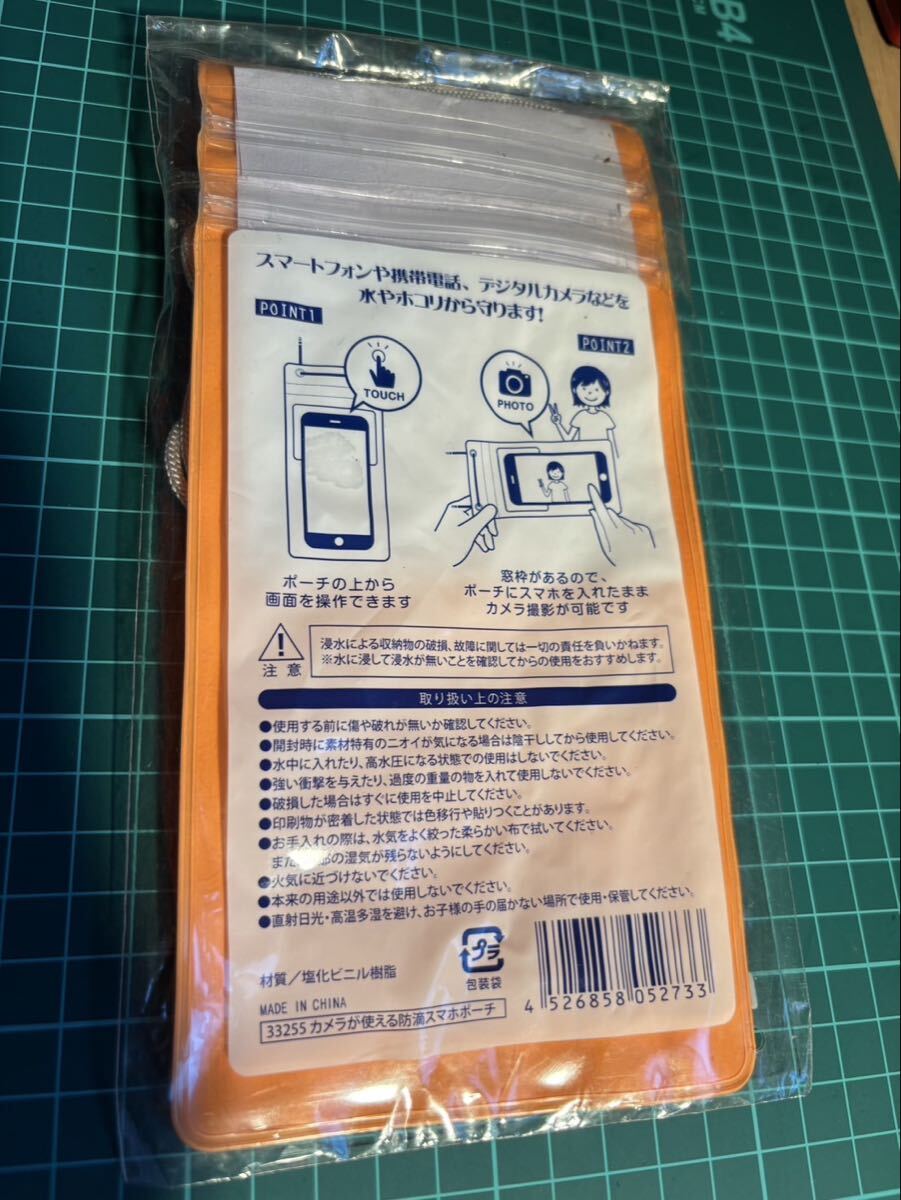 B4
スマートフォンや携帯電話、デジタルカメラなどを
水やホコリから守ります!
POINT1
TOUCH
POINT2
PHOTO
ポーチの上から
画面を操作できます
窓枠があるので、
ポーチにスマホを入れたまま
カメラ撮影が可能です
注意
浸水による収納物の破損、故障に関しては一切の責任を負いかねます。
※水に浸して浸水が無いことを確認してからの使用をおすすめします。
取り扱い上の注意
●使用する前に傷や破れが無いか確認してください。
●開封時に素材特有のニオイが気になる場合は陰干ししてから使用してください。
●水中に入れたり、高水圧になる状態での使用はしないでください。
●強い衝撃を与えたり、過度の重量の物を入れて使用しないでください。
●破損した場合はすぐに使用を中止してください。
●印刷物が密着した状態では色移行や貼りつくことがあります。
●お手入れの際は、水気をよく絞った柔らかい布で拭いてください。
また 部の湿気が残らないようにしてください。
●火気に近づけないでください。
●本来の用途以外では使用しないでください。
●直射日光・高温多湿を避け、お子様の手の届かない場所で使用・保管してください。
プラ
包装袋
材質/塩化ビニル樹脂
MADE IN CHINA
33255 カメラが使える防滴スマホポーチ
4 526858 052733